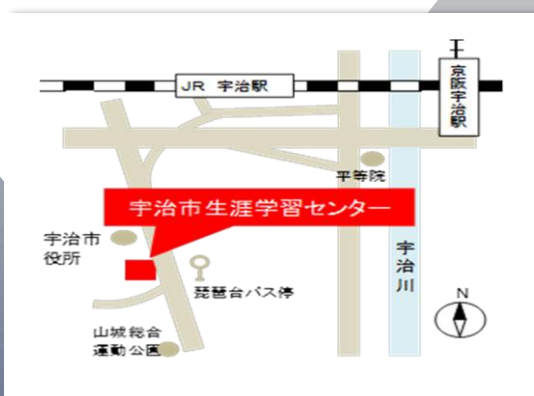 JR 宇治駅
京阪宇治駅
平等院
宇治市生涯学習センター
宇治市
役所
宇治川
琵琶台バス停
N
山城総合
運動公園